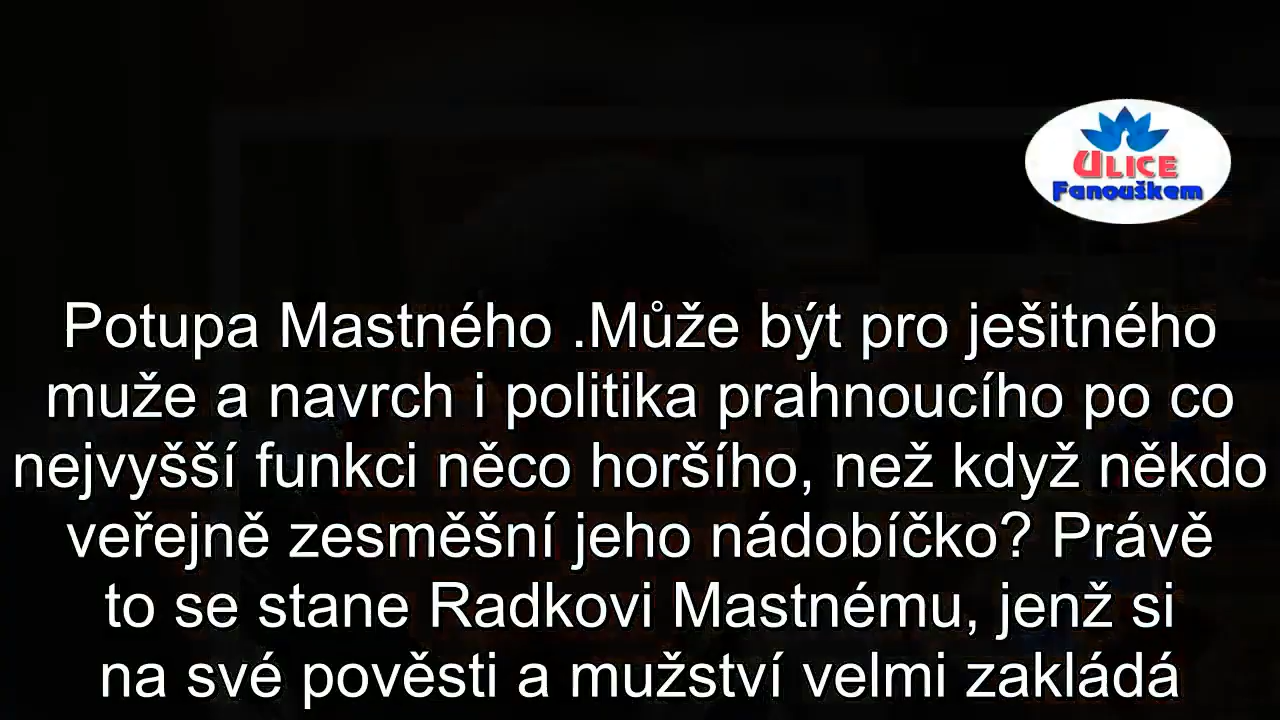 ULICE
Fanouškem
Potupa Mastného .Může být pro ješitného
muže a navrch i politika prahnoucího po co
nejvyšší funkci něco horšího, než když někdo
veřejně zesměšní jeho nádobíčko? Právě
to se stane Radkovi Mastnému, jenž si
na své pověsti a mužství velmi zakládá